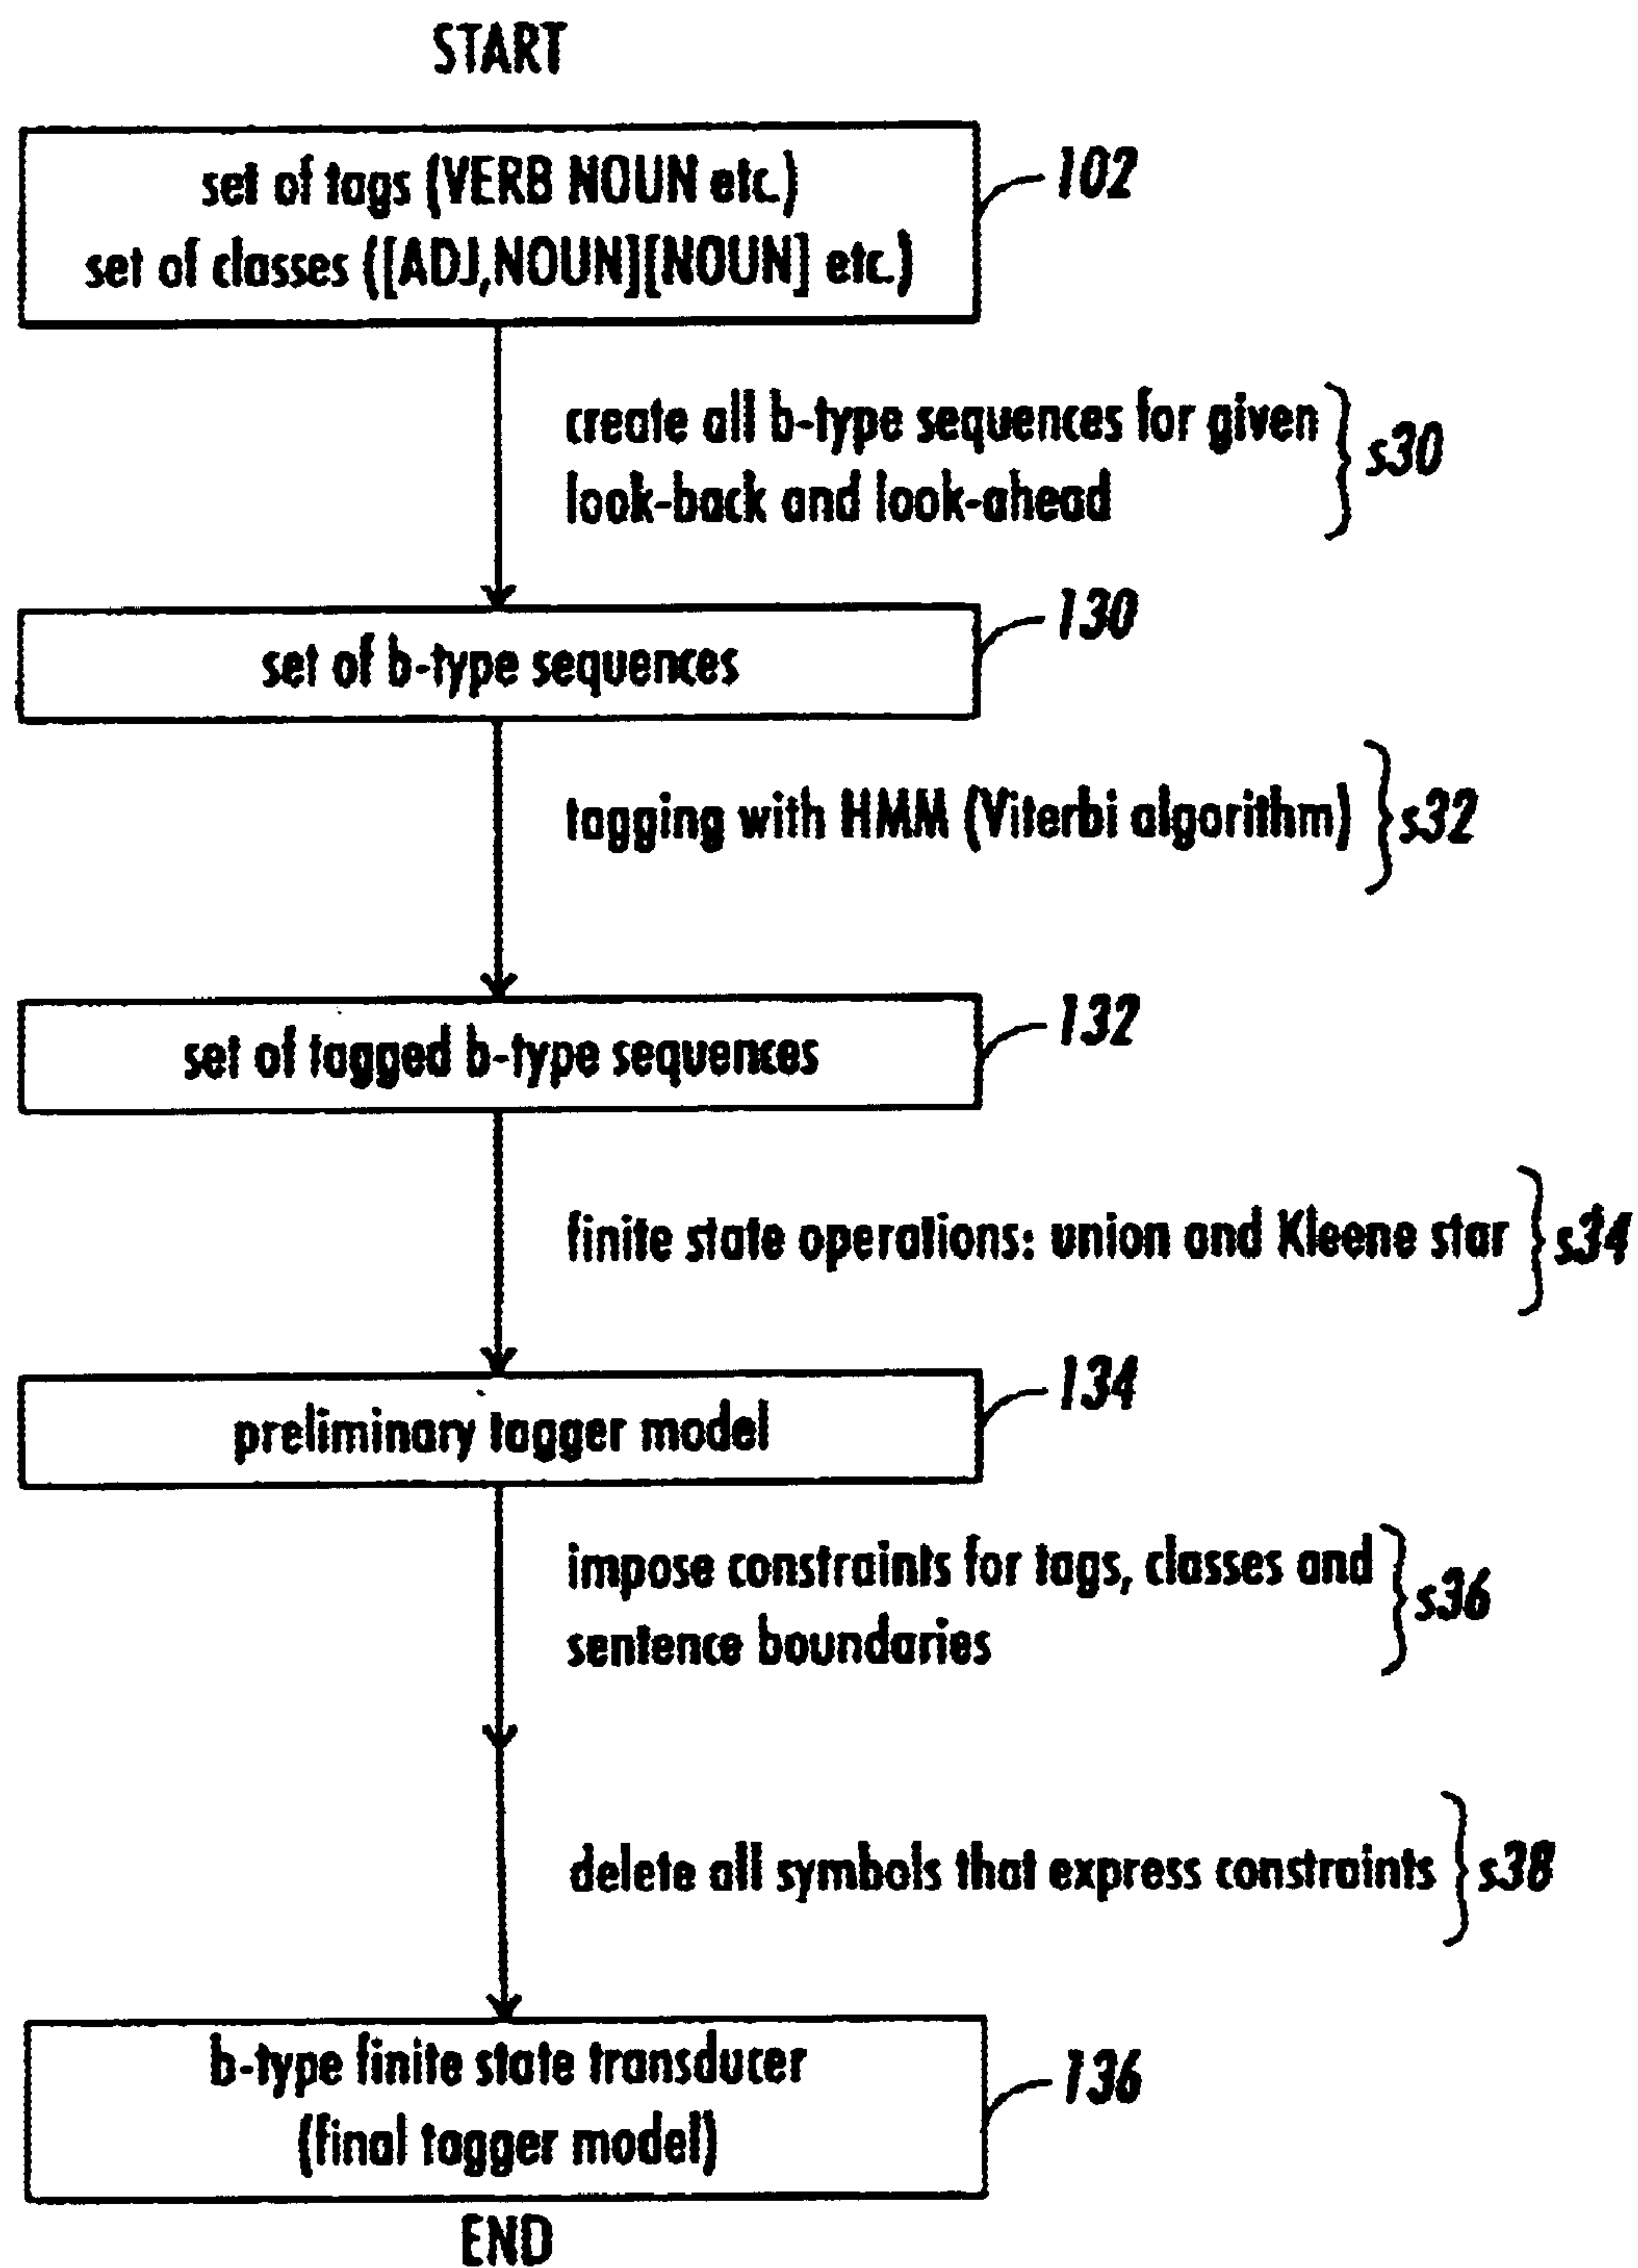 START
set of tags (VERB NOUN etc.)
set of classes ([ADJ,NOUN][NOUN] etc.)
102
create all b-type sequences for given
look-back and look-ahead
s30
set of b-type sequences
130
tagging with HMM (Viterbi algorithm)
s32
set of tagged b-type sequences
132
finite state operations: union and Kleene star
s34
preliminary tagger model
134
impose constraints for tags, classes and
sentence boundaries
s36
delete all symbols that express constraints
s38
b-type finite state transducer
(final tagger model)
136
END